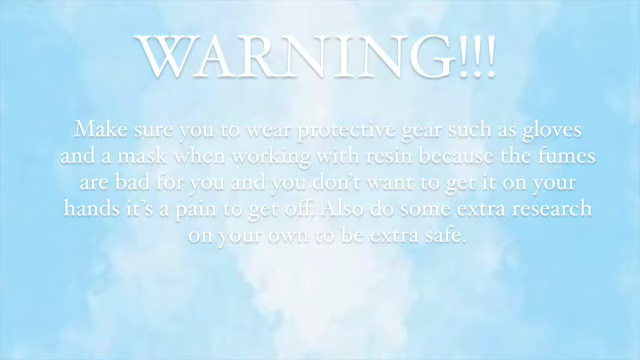 WARNING!!!
Make sure you to wear protective gear such as gloves
and a mask when working with resin because the fumes
are bad for you and you don't want to get it on your
hands it's a pain to get off. Also do some extra research
on your own to be extra safe.